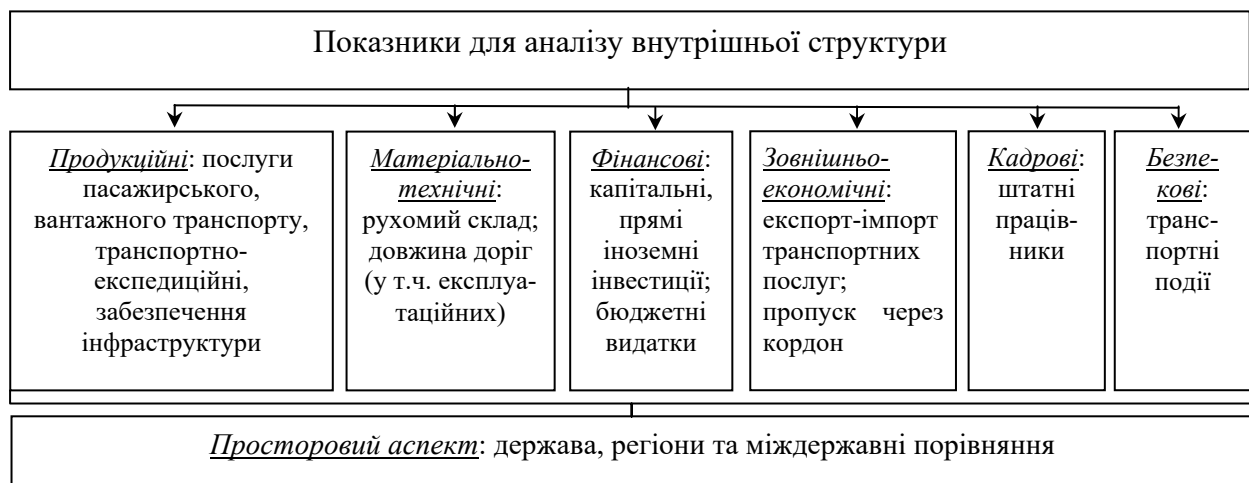 Показники для аналізу внутрішньої структури
Продукційні: послуги
пасажирського,
вантажного транспорту,
транспортно-
експедиційні,
забезпечення
інфраструктури
Матеріально-
технічні:
рухомий склад;
довжина доріг
(у т.ч. експлуа-
таційних)
Фінансові:
капітальні,
прямі
іноземні
інвестиції;
бюджетні
видатки
Зовнішньо-
економічні:
експорт-імпорт
транспортних
послуг;
пропуск через
кордон
Кадрові:
штатні
праців-
ники
Безпе-
кові:
транс-
портні
події
Просторовий аспект: держава, регіони та міждержавні порівняння